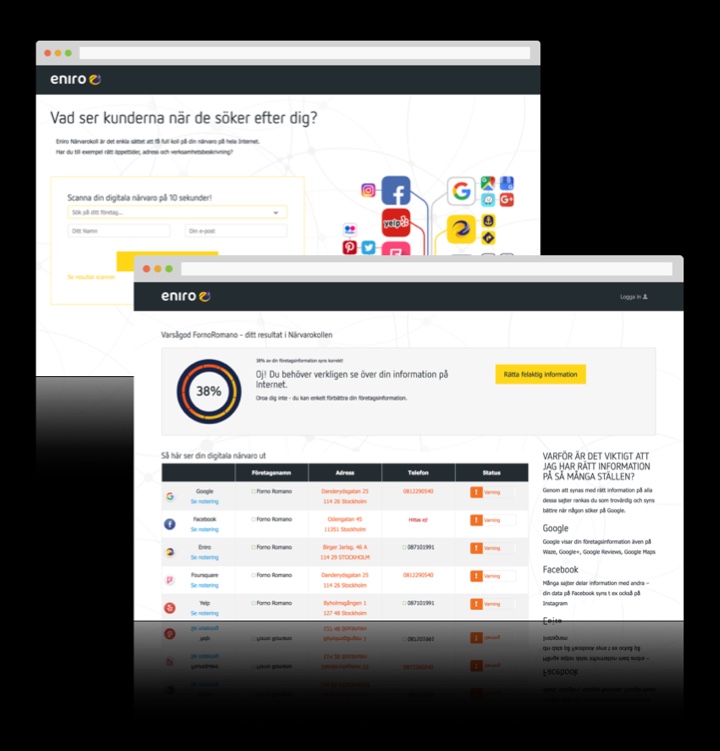 eniro
Vad ser kunderna när de söker efter dig?
Eniro Närvarokoll är det enkla sättet att få full koll på din närvaro på hela Internet.
Har du till exempel rätt öppettider, adress och verksamhetsbeskrivning?
Scanna din digitala närvaro på 10 sekunder!
Sök på ditt företag...
Ditt Namn
Din e-post
Se resultat
yelp
eniro
Logga in
Varsågod FornoRomano – ditt resultat i Närvarokollen
38%
38% av din företagsinformation syns korrekt!
Oj! Du behöver verkligen se över din information på
Internet.
Oroa dig inte - du kan enkelt förbättra din företagsinformation.
Rätta felaktig information
Så här ser din digitala närvaro ut
Företagsnamn Adress Telefon Status
Google Se notering Forno Romano Danderydsgatan 25 114 26 Stockholm 0812290540 Varning
Facebook Se notering Forno Romano Odengatan 45 11351 Stockholm Hittas ej! Varning
Eniro Se notering Forno Romano Birger Jarlsg. 46 A 114 29 STOCKHOLM 087101991 Varning
Foursquare Se notering Forno Romano Danderydsgatan 25 114 26 Stockholm 0812290540 Varning
Yelp Se notering Forno Romano Byholmsgången 1 127 48 Stockholm 087101991 Varning
VARFÖR ÄR DET VIKTIGT ATT
JAG HAR RÄTT INFORMATION
PÅ SÅ MÅNGA STÄLLEN?
Genom att synas med rätt information på alla
dessa sajter rankas du som trovärdig och syns
bättre när någon söker på Google.
Google
Google visar din företagsinformation även på
Waze, Google+, Google Reviews, Google Maps
Facebook
Många sajter delar information med andra –
din data på Facebook syns t ex också på
Instagram